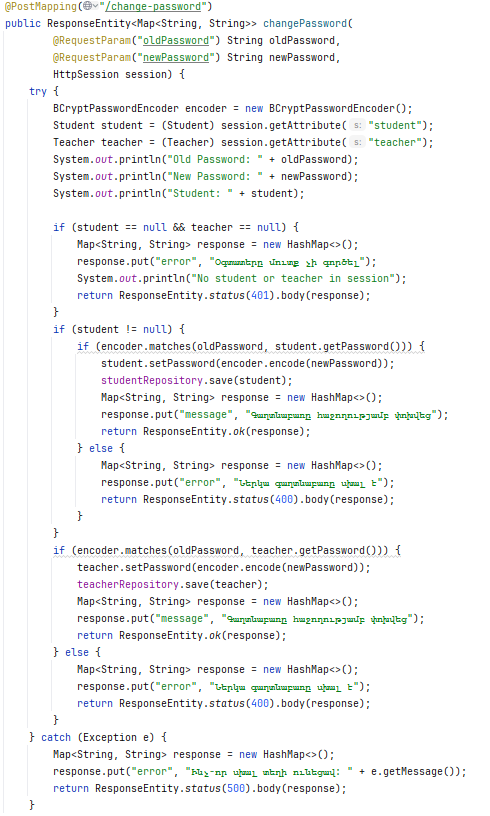 @PostMapping("/change-password")
public ResponseEntity<Map<String, String>> changePassword(
        @RequestParam("oldPassword") String oldPassword,
        @RequestParam("newPassword") String newPassword,
        HttpSession session) {
    try {
        BCryptPasswordEncoder encoder = new BCryptPasswordEncoder();
        Student student = (Student) session.getAttribute( s: "student");
        Teacher teacher = (Teacher) session.getAttribute( s: "teacher");
        System.out.println("Old Password: " + oldPassword);
        System.out.println("New Password: " + newPassword);
        System.out.println("Student: " + student);

        if (student == null && teacher == null) {
            Map<String, String> response = new HashMap<>();
            response.put("error", "Օգտատերը մուտք չի գործել");
            System.out.println("No student or teacher in session");
            return ResponseEntity.status(401).body(response);
        }
        if (student != null) {
            if (encoder.matches(oldPassword, student.getPassword())) {
                student.setPassword(encoder.encode(newPassword));
                studentRepository.save(student);
                Map<String, String> response = new HashMap<>();
                response.put("message", "Գաղտնաբառը հաջողությամբ փոխվեց");
                return ResponseEntity.ok(response);
            } else {
                Map<String, String> response = new HashMap<>();
                response.put("error", "Ներկա գաղտնաբառը սխալ է");
                return ResponseEntity.status(400).body(response);
            }
        }
        if (encoder.matches(oldPassword, teacher.getPassword())) {
            teacher.setPassword(encoder.encode(newPassword));
            teacherRepository.save(teacher);
            Map<String, String> response = new HashMap<>();
            response.put("message", "Գաղտնաբառը հաջողությամբ փոխվեց");
            return ResponseEntity.ok(response);
        } else {
            Map<String, String> response = new HashMap<>();
            response.put("error", "Ներկա գաղտնաբառը սխալ է");
            return ResponseEntity.status(400).body(response);
        }
    } catch (Exception e) {
        Map<String, String> response = new HashMap<>();
        response.put("error", "Ինչ-որ սխալ տեղի ունեցավ: " + e.getMessage());
        return ResponseEntity.status(500).body(response);
    }